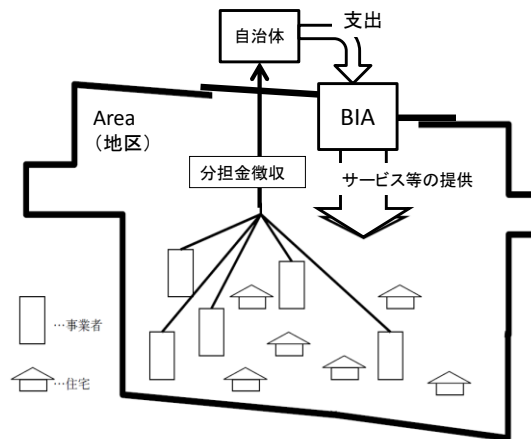 自治体
支出
Area
（地区）
BIA
分担金徴収
サービス等の提供
…事業者
…住宅